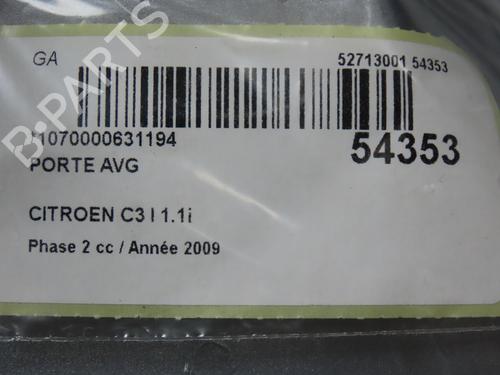 GA
52713001 54353
*1070000631194
54353
PORTE AVG
CITROEN C3 I 1.1i
Phase 2 cc / Année 2009
B-PARTS